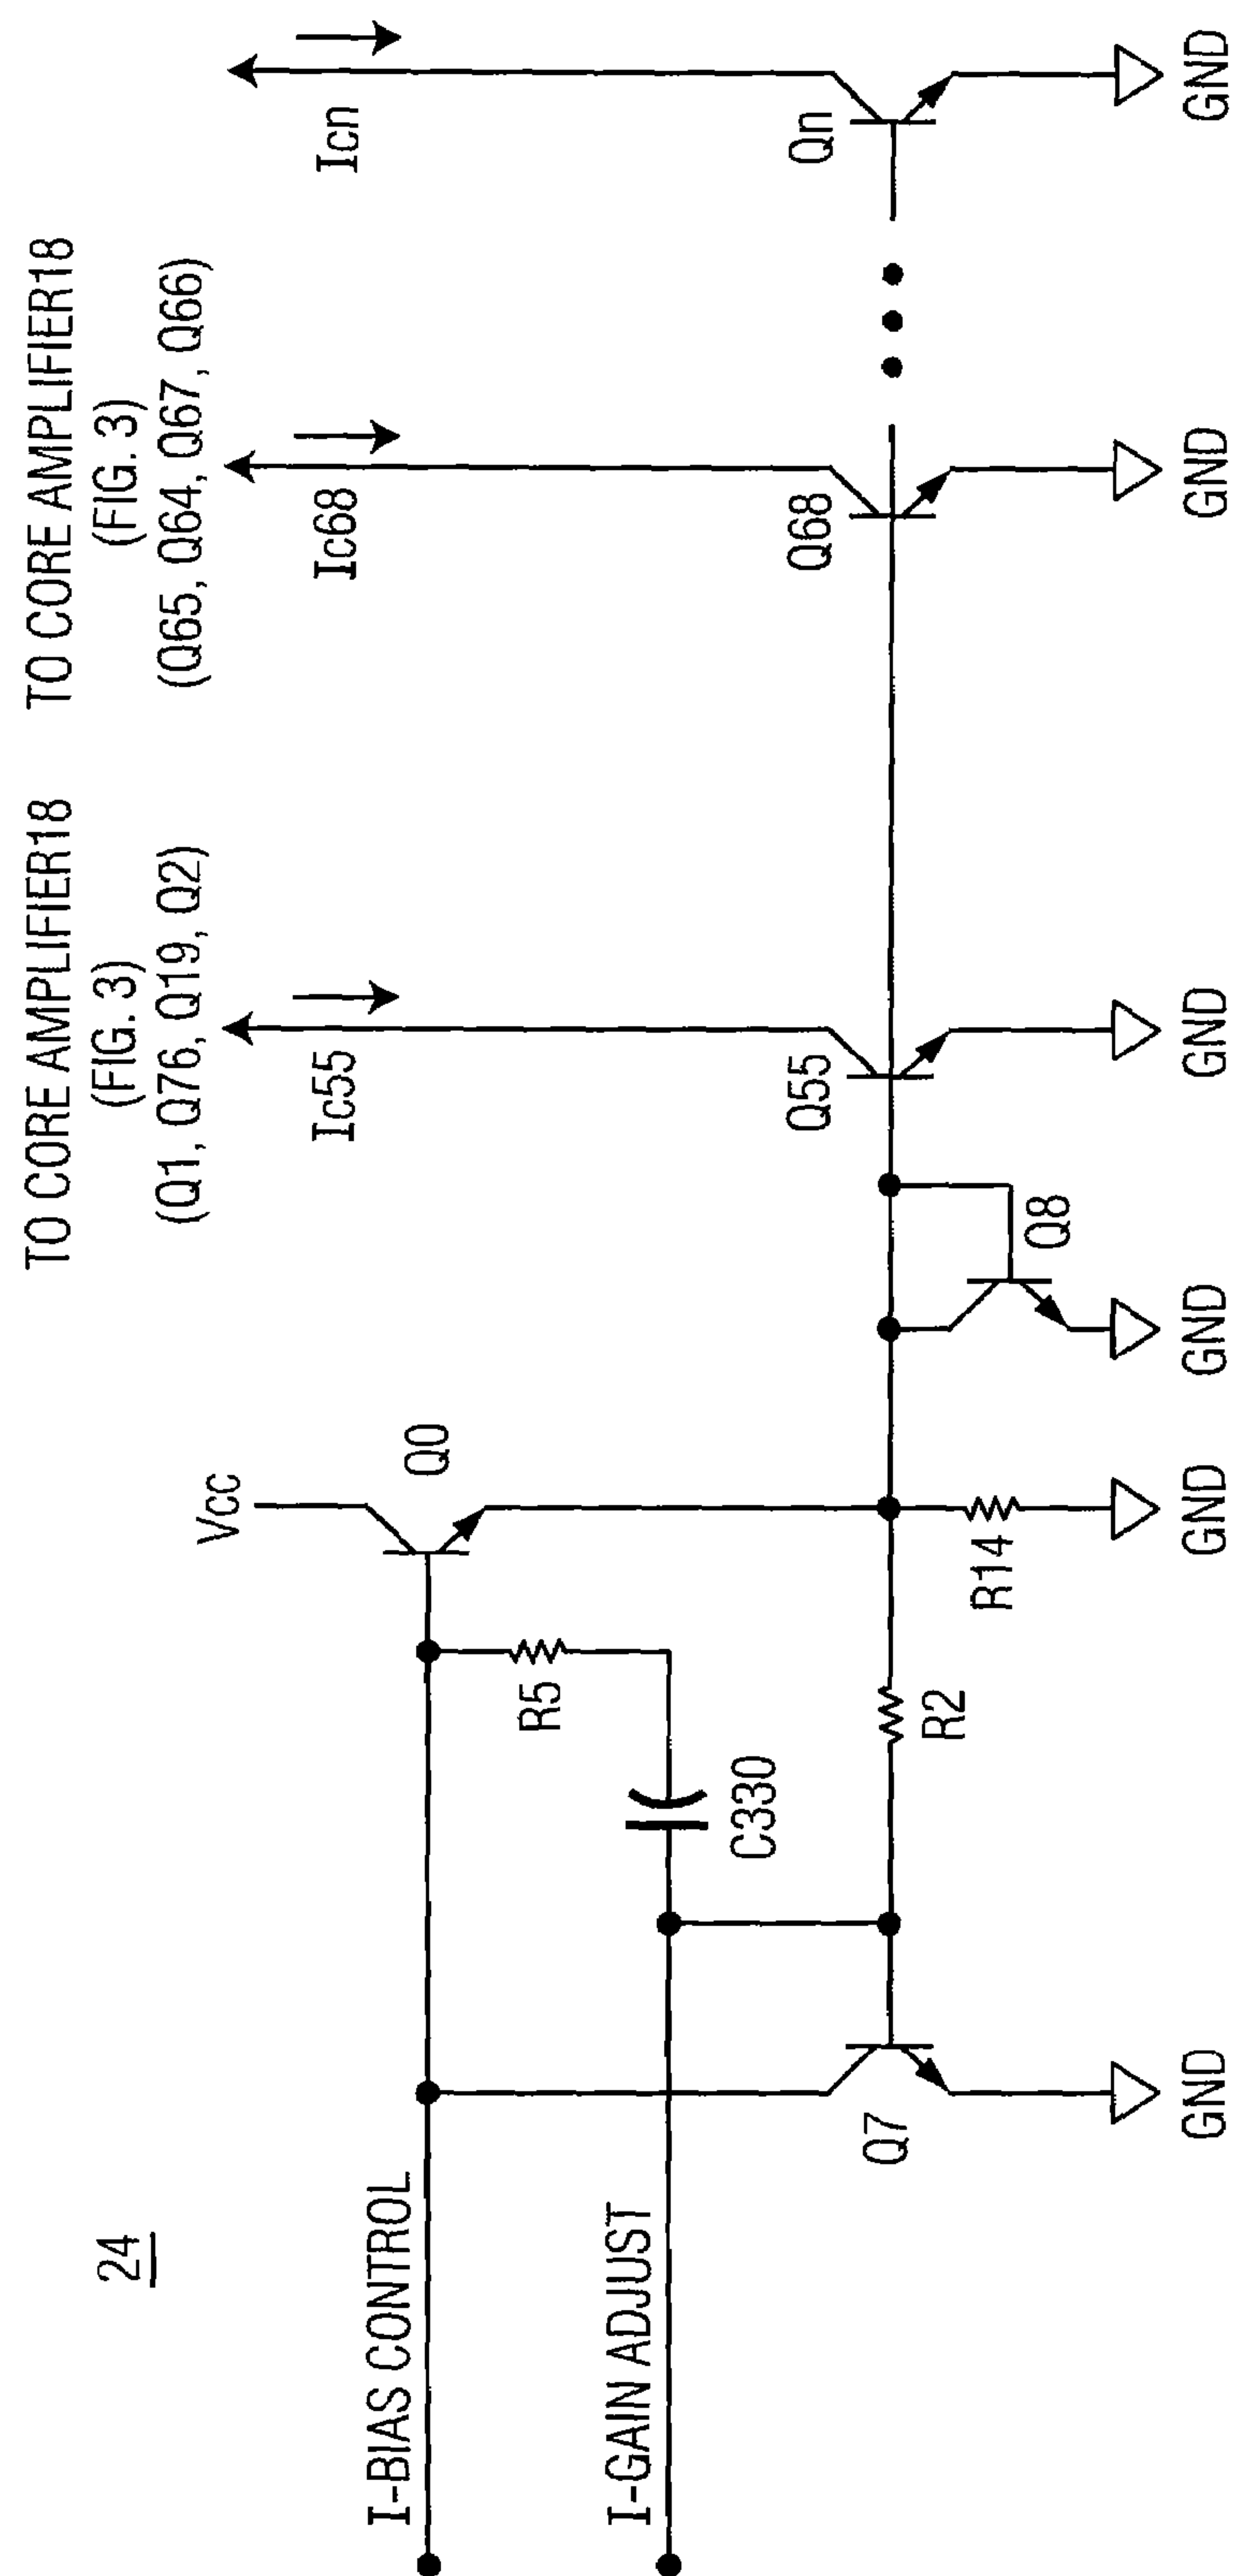 24
TO CORE AMPLIFIER18
(FIG. 3)
(Q1, Q76, Q19, Q2)
TO CORE AMPLIFIER18
(FIG. 3)
(Q65, Q64, Q67, Q66)
Vcc
Ic55
Ic68
Icn
I-BIAS CONTROL
Q0
R5
I-GAIN ADJUST
C330
Q7
R2
R14
Q8
Q55
Q68
Qn
GND
GND
GND
GND
GND
GND